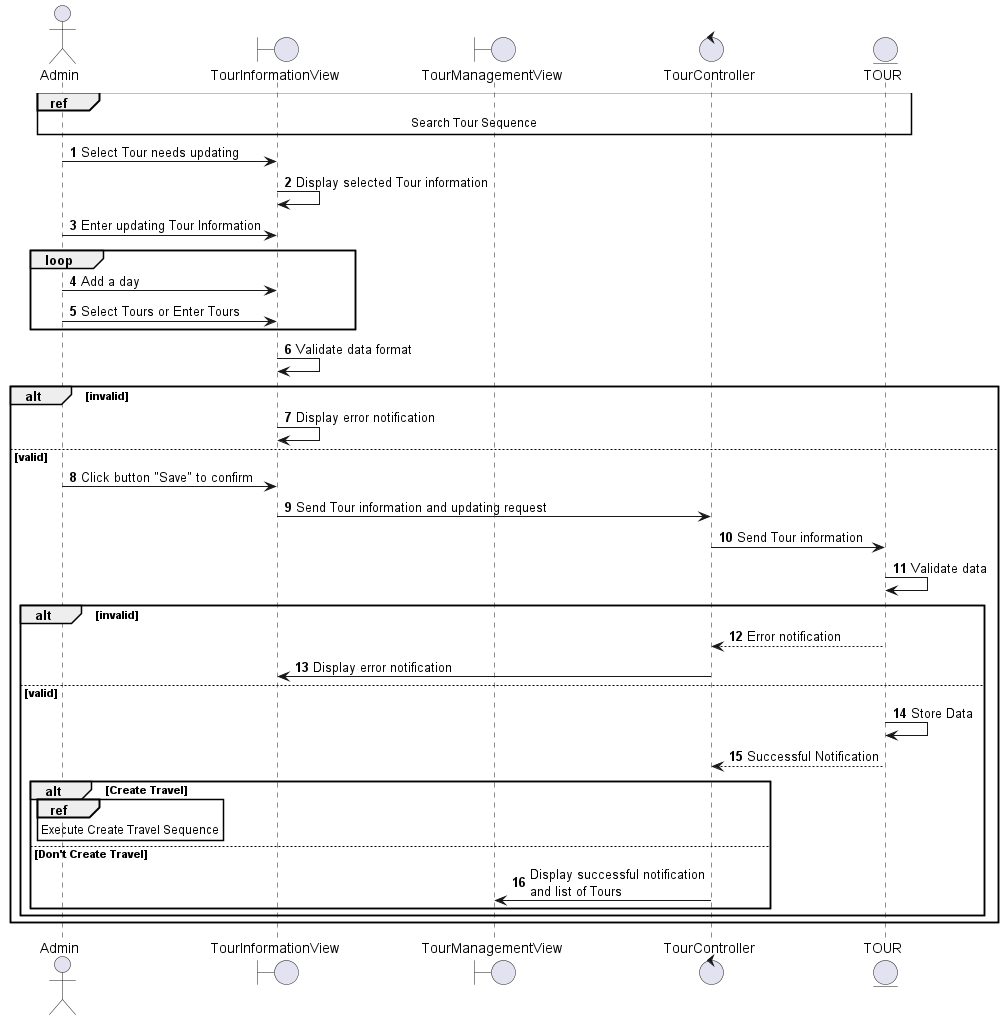 Admin TourInformationView TourManagementView TourController TOUR
ref
Search Tour Sequence
1 Select Tour needs updating
2 Display selected Tour information
3 Enter updating Tour Information
loop
4 Add a day
5 Select Tours or Enter Tours
6 Validate data format
alt [invalid]
7 Display error notification
[valid]
8 Click button "Save" to confirm
9 Send Tour information and updating request
10 Send Tour information
11 Validate data
alt [invalid]
12 Error notification
13 Display error notification
[valid]
14 Store Data
15 Successful Notification
alt [Create Travel]
ref
Execute Create Travel Sequence
[Don't Create Travel]
16 Display successful notification
and list of Tours
Admin TourInformationView TourManagementView TourController TOUR